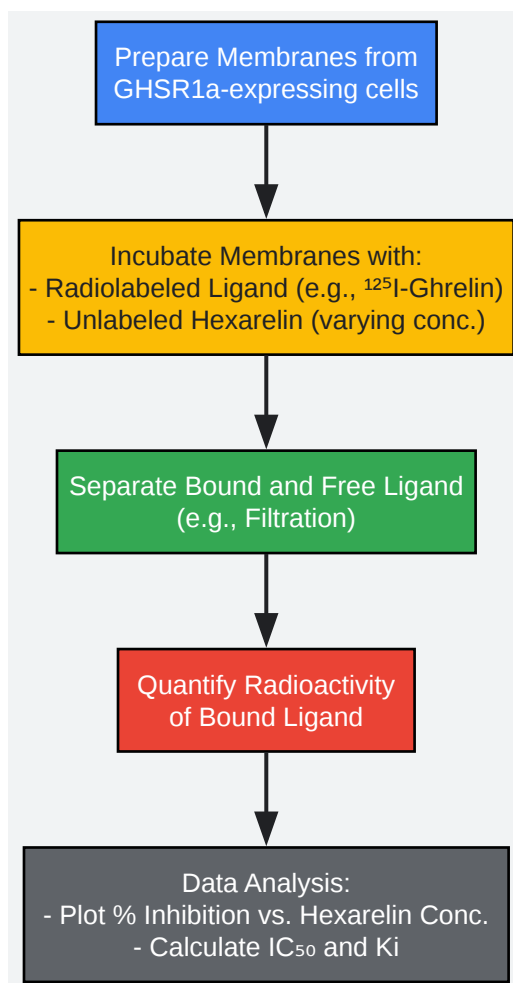 Prepare Membranes from
GHSR1a-expressing cells
Incubate Membranes with:
- Radiolabeled Ligand (e.g., ¹²⁵I-Ghrelin)
- Unlabeled Hexarelin (varying conc.)
Separate Bound and Free Ligand
(e.g., Filtration)
Quantify Radioactivity
of Bound Ligand
Data Analysis:
- Plot % Inhibition vs. Hexarelin Conc.
- Calculate IC₅₀ and Ki